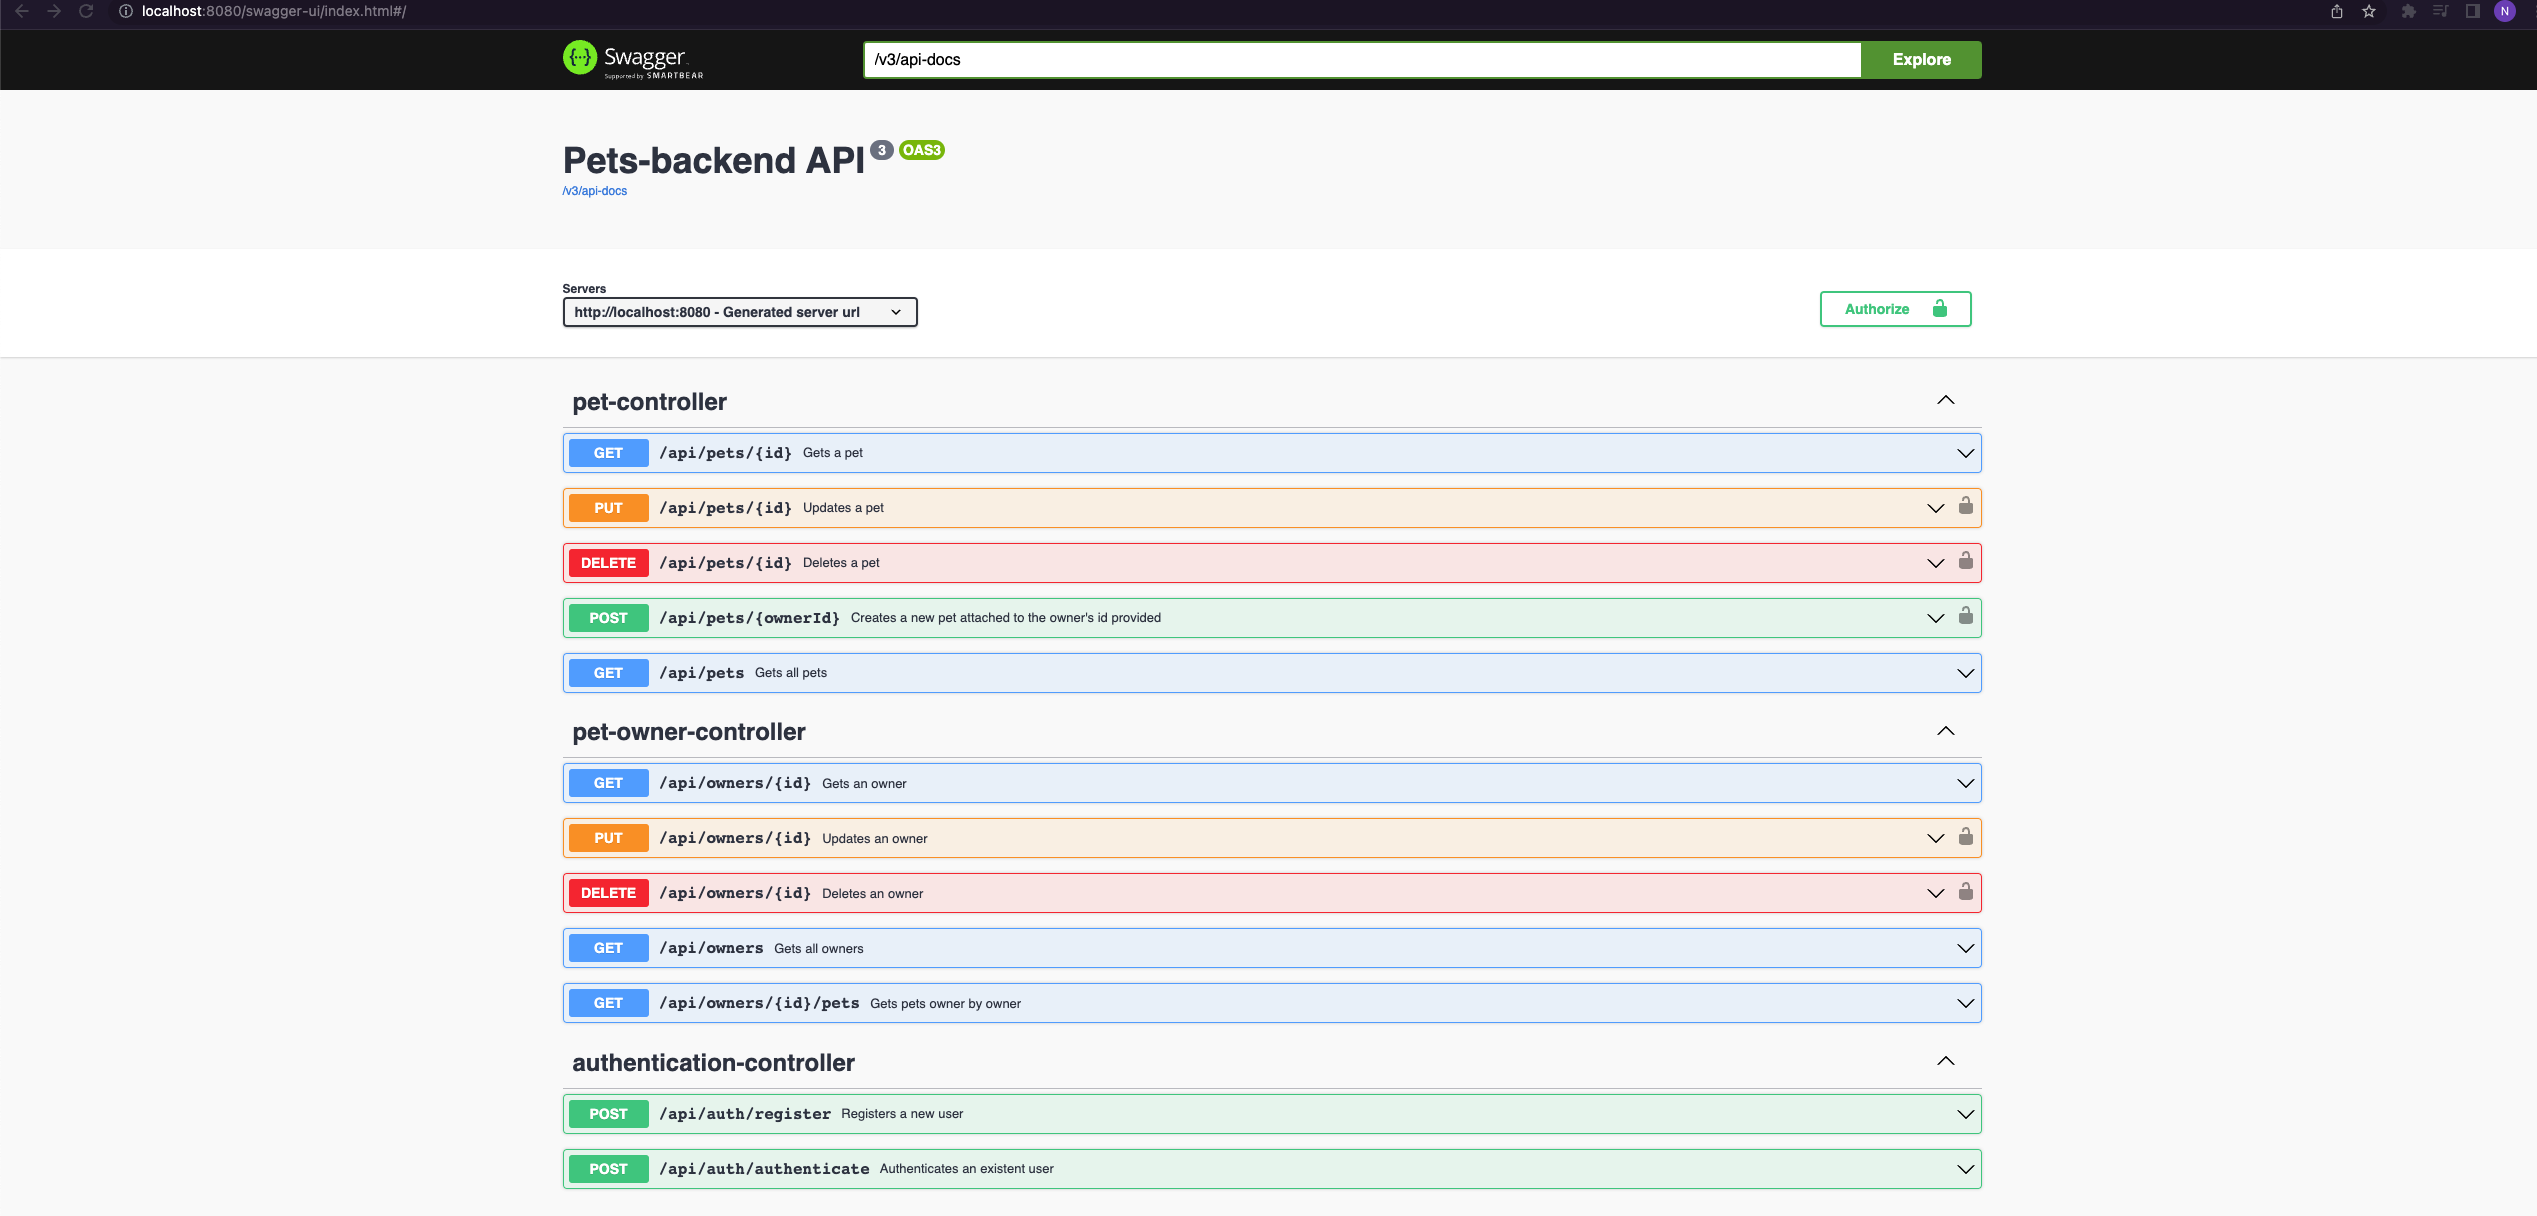 localhost:8080/swagger-ui/index.html#/
N
{···} Swagger
Supported by SMARTBEAR
/v3/api-docs
Explore
Pets-backend API 3 OAS3
/v3/api-docs
Servers
http://localhost:8080 - Generated server url
Authorize
pet-controller
GET /api/pets/{id} Gets a pet
PUT /api/pets/{id} Updates a pet
DELETE /api/pets/{id} Deletes a pet
POST /api/pets/{ownerId} Creates a new pet attached to the owner's id provided
GET /api/pets Gets all pets
pet-owner-controller
GET /api/owners/{id} Gets an owner
PUT /api/owners/{id} Updates an owner
DELETE /api/owners/{id} Deletes an owner
GET /api/owners Gets all owners
GET /api/owners/{id}/pets Gets pets owner by owner
authentication-controller
POST /api/auth/register Registers a new user
POST /api/auth/authenticate Authenticates an existent user